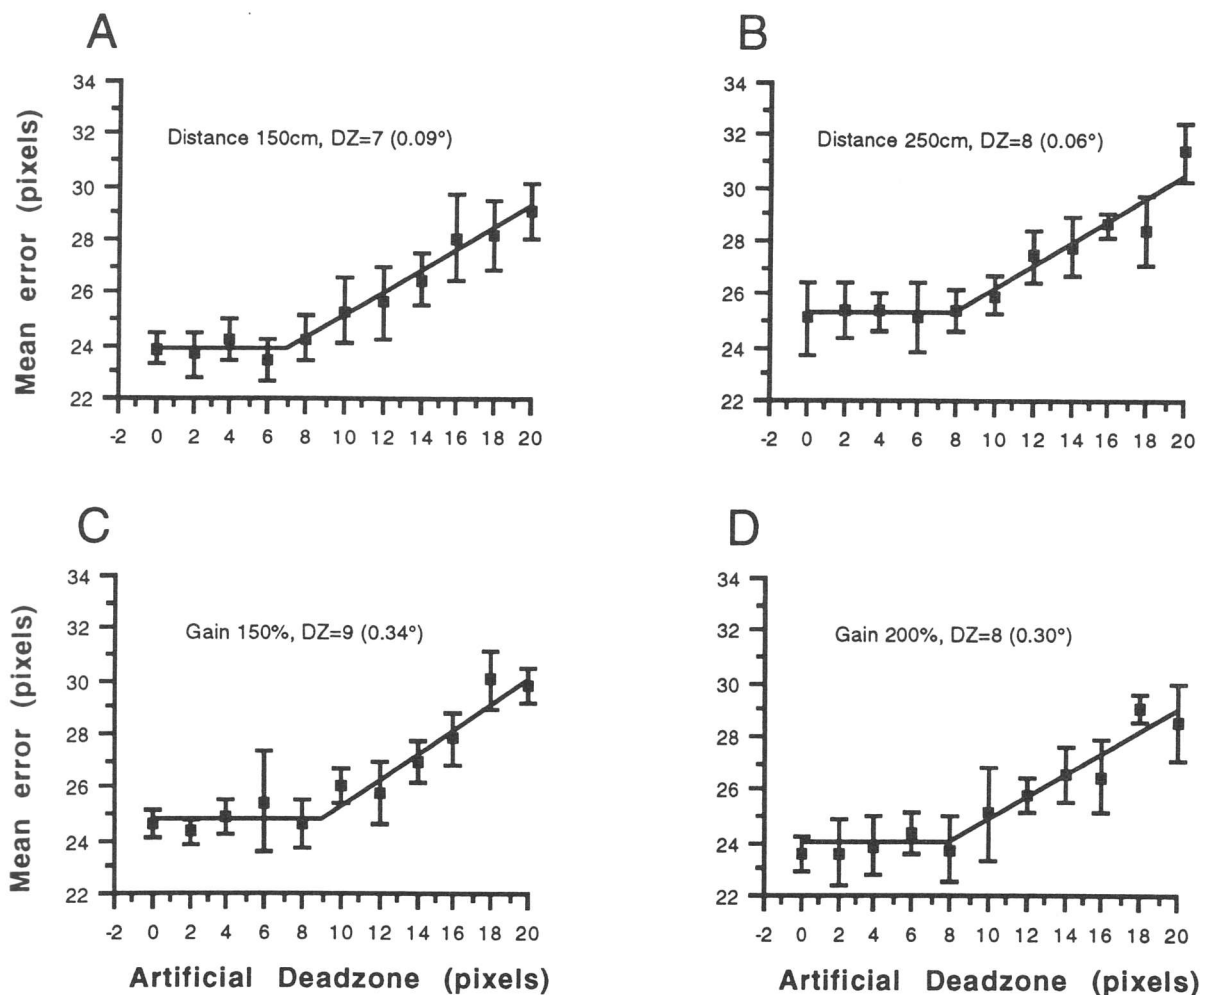 A
34
32
30
28
26
24
22
Mean error (pixels)
Distance 150cm, DZ=7 (0.09°)
-2 0 2 4 6 8 10 12 14 16 18 20
B
34
32
30
28
26
24
22
Distance 250cm, DZ=8 (0.06°)
-2 0 2 4 6 8 10 12 14 16 18 20
C
34
32
30
28
26
24
22
Mean error (pixels)
Gain 150%, DZ=9 (0.34°)
-2 0 2 4 6 8 10 12 14 16 18 20
Artificial Deadzone (pixels)
D
34
32
30
28
26
24
22
Gain 200%, DZ=8 (0.30°)
-2 0 2 4 6 8 10 12 14 16 18 20
Artificial Deadzone (pixels)